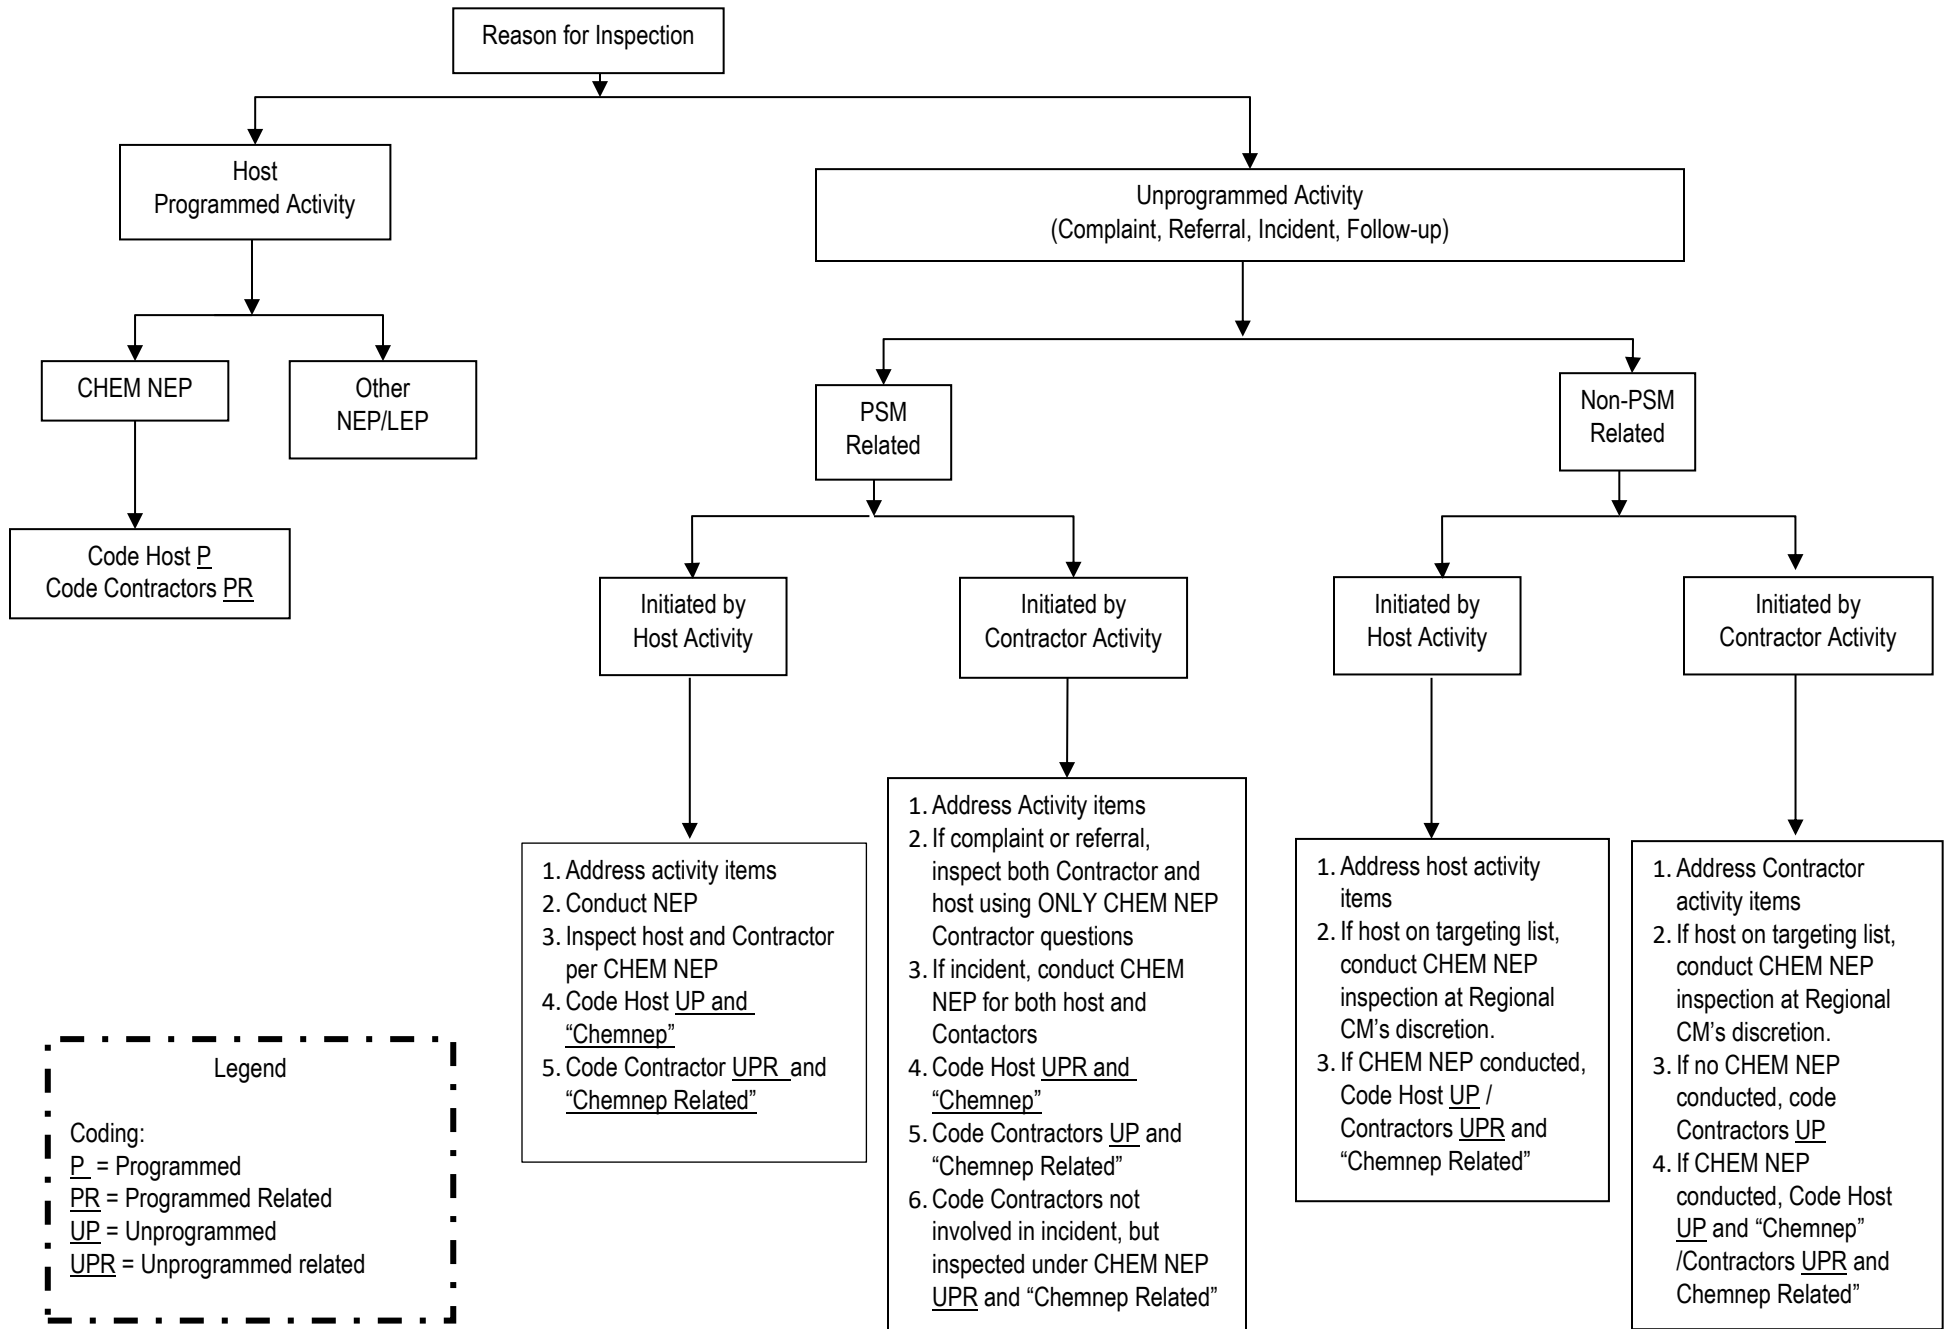 Reason for Inspection
Host
Programmed Activity
Unprogrammed Activity
(Complaint, Referral, Incident, Follow-up)
CHEM NEP
Other
NEP/LEP
PSM
Related
Non-PSM
Related
Code Host P
Code Contractors PR
Initiated by
Host Activity
Initiated by
Contractor Activity
Initiated by
Host Activity
Initiated by
Contractor Activity
1. Address activity items
2. Conduct NEP
3. Inspect host and Contractor
per CHEM NEP
4. Code Host UP and
“Chemnep”
5. Code Contractor UPR and
“Chemnep Related”
1. Address Activity items
2. If complaint or referral,
inspect both Contractor and
host using ONLY CHEM NEP
Contractor questions
3. If incident, conduct CHEM
NEP for both host and
Contactors
4. Code Host UPR and
“Chemnep”
5. Code Contractors UP and
“Chemnep Related”
6. Code Contractors not
involved in incident, but
inspected under CHEM NEP
UPR and “Chemnep Related”
1. Address host activity
items
2. If host on targeting list,
conduct CHEM NEP
inspection at Regional
CM’s discretion.
3. If CHEM NEP conducted,
Code Host UP /
Contractors UPR and
“Chemnep Related”
1. Address Contractor
activity items
2. If host on targeting list,
conduct CHEM NEP
inspection at Regional
CM’s discretion.
3. If no CHEM NEP
conducted, code
Contractors UP
4. If CHEM NEP
conducted, Code Host
UP and “Chemnep”
/Contractors UPR and
Chemnep Related”
Legend
Coding:
P = Programmed
PR = Programmed Related
UP = Unprogrammed
UPR = Unprogrammed related